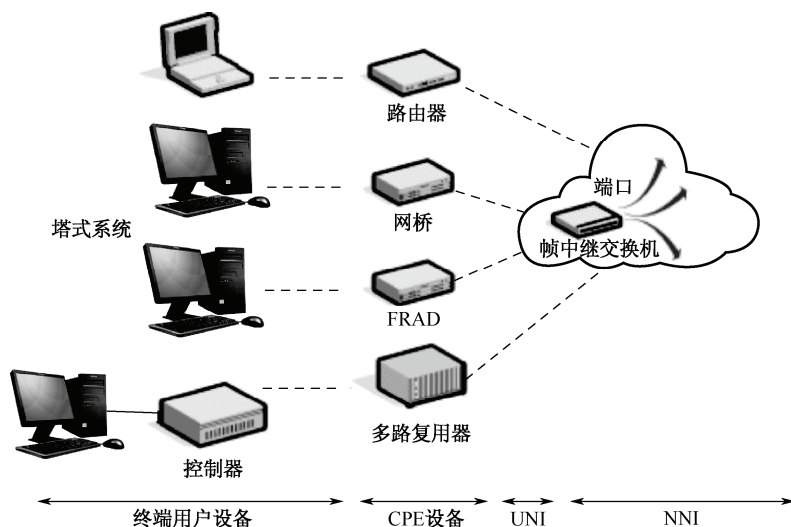 路由器
塔式系统
网桥
端口
帧中继交换机
FRAD
控制器
多路复用器
终端用户设备
CPE设备
UNI
NNI